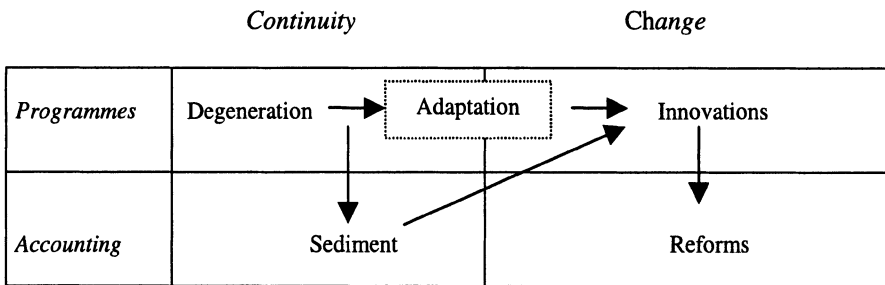 Continuity Change
Programmes Degeneration Adaptation Innovations
Accounting Sediment Reforms